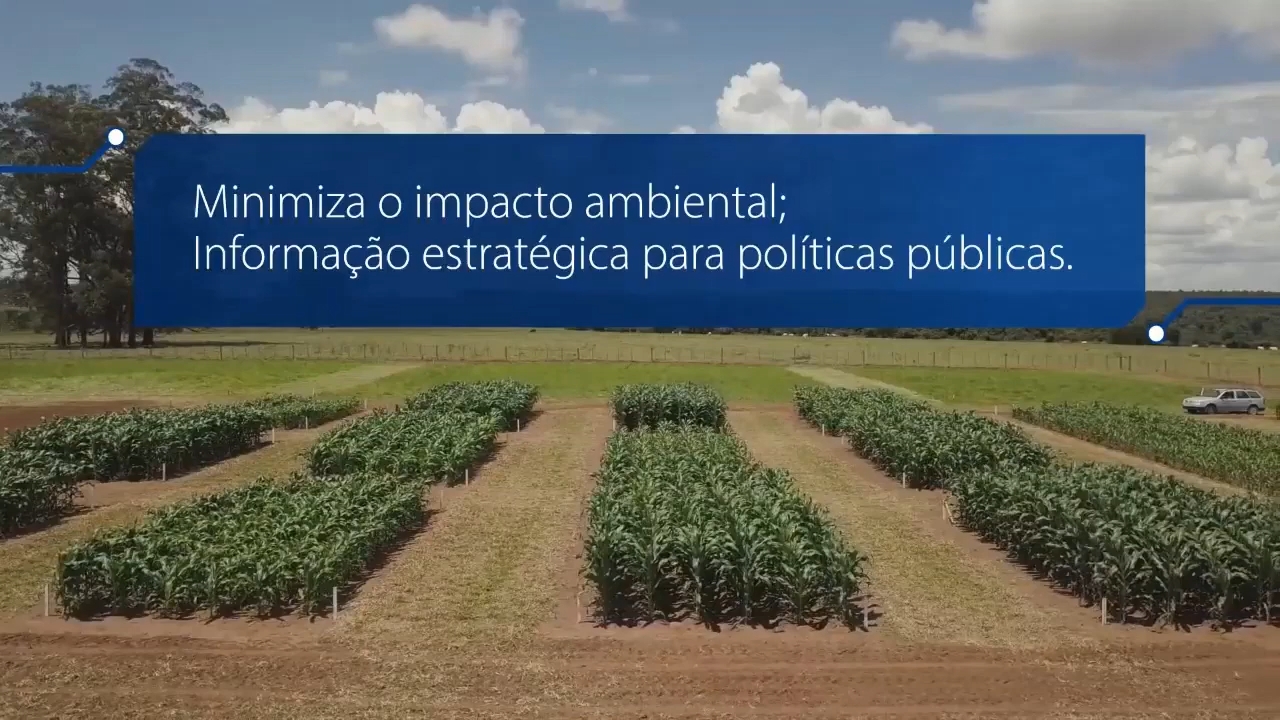 Minimiza o impacto ambiental;
Informação estratégica para políticas públicas.